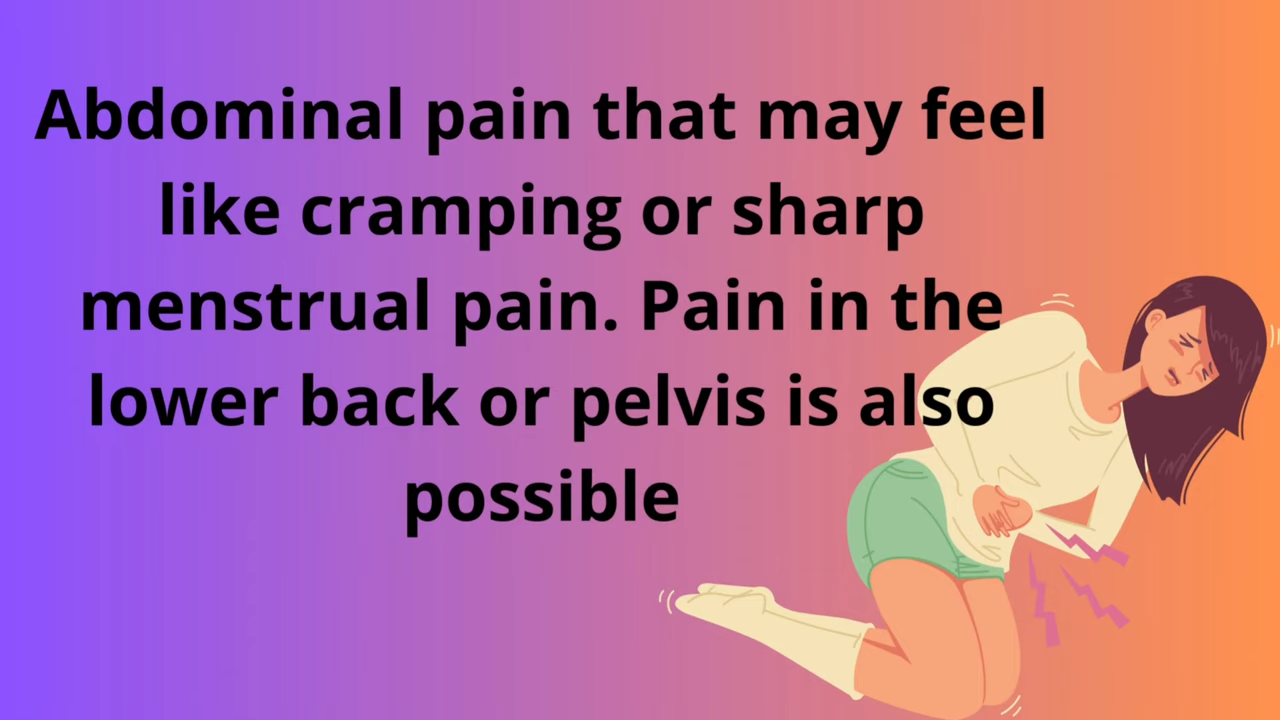 Abdominal pain that may feel
like cramping or sharp
menstrual pain. Pain in the
lower back or pelvis is also
possible